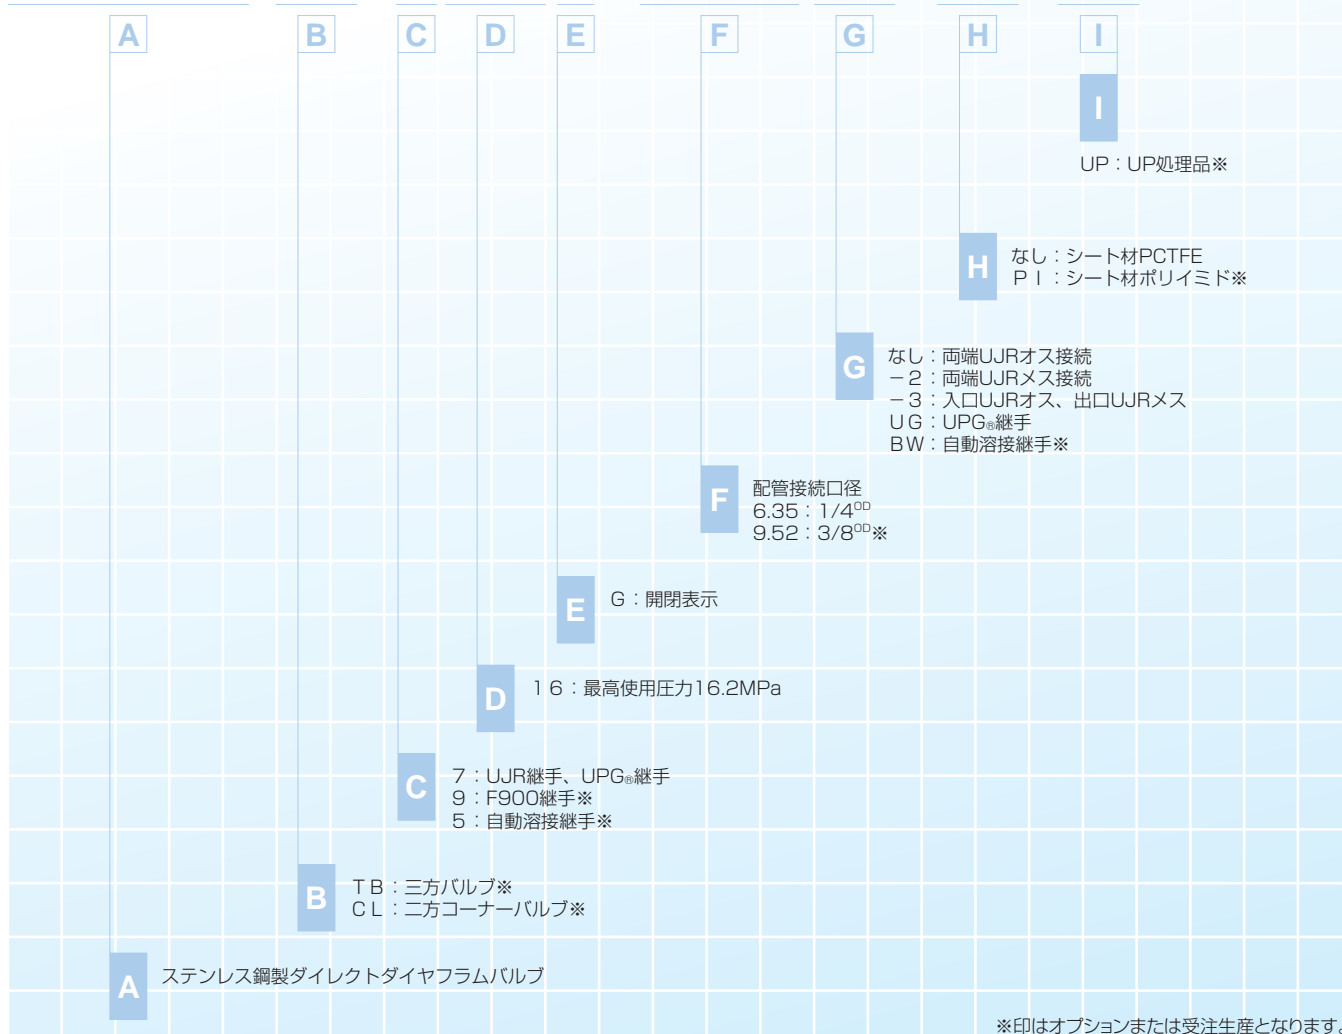 A B C D E F G H I
I
UP：UP処理品※
H
なし：シート材PCTFE
ＰＩ：シート材ポリイミド※
G
なし：両端UJRオス接続
－２：両端UJRメス接続
－３：入口UJRオス、出口UJRメス
ＵＧ：UPG®継手
ＢＷ：自動溶接継手※
F
配管接続口径
6.35：1/4OD
9.52：3/8OD※
E
G：開閉表示
D
１６：最高使用圧力16.2MPa
C
７：UJR継手、UPG®継手
９：F900継手※
５：自動溶接継手※
B
ＴＢ：三方バルブ※
ＣＬ：二方コーナーバルブ※
A
ステンレス鋼製ダイレクトダイヤフラムバルブ
※印はオプションまたは受注生産となります。